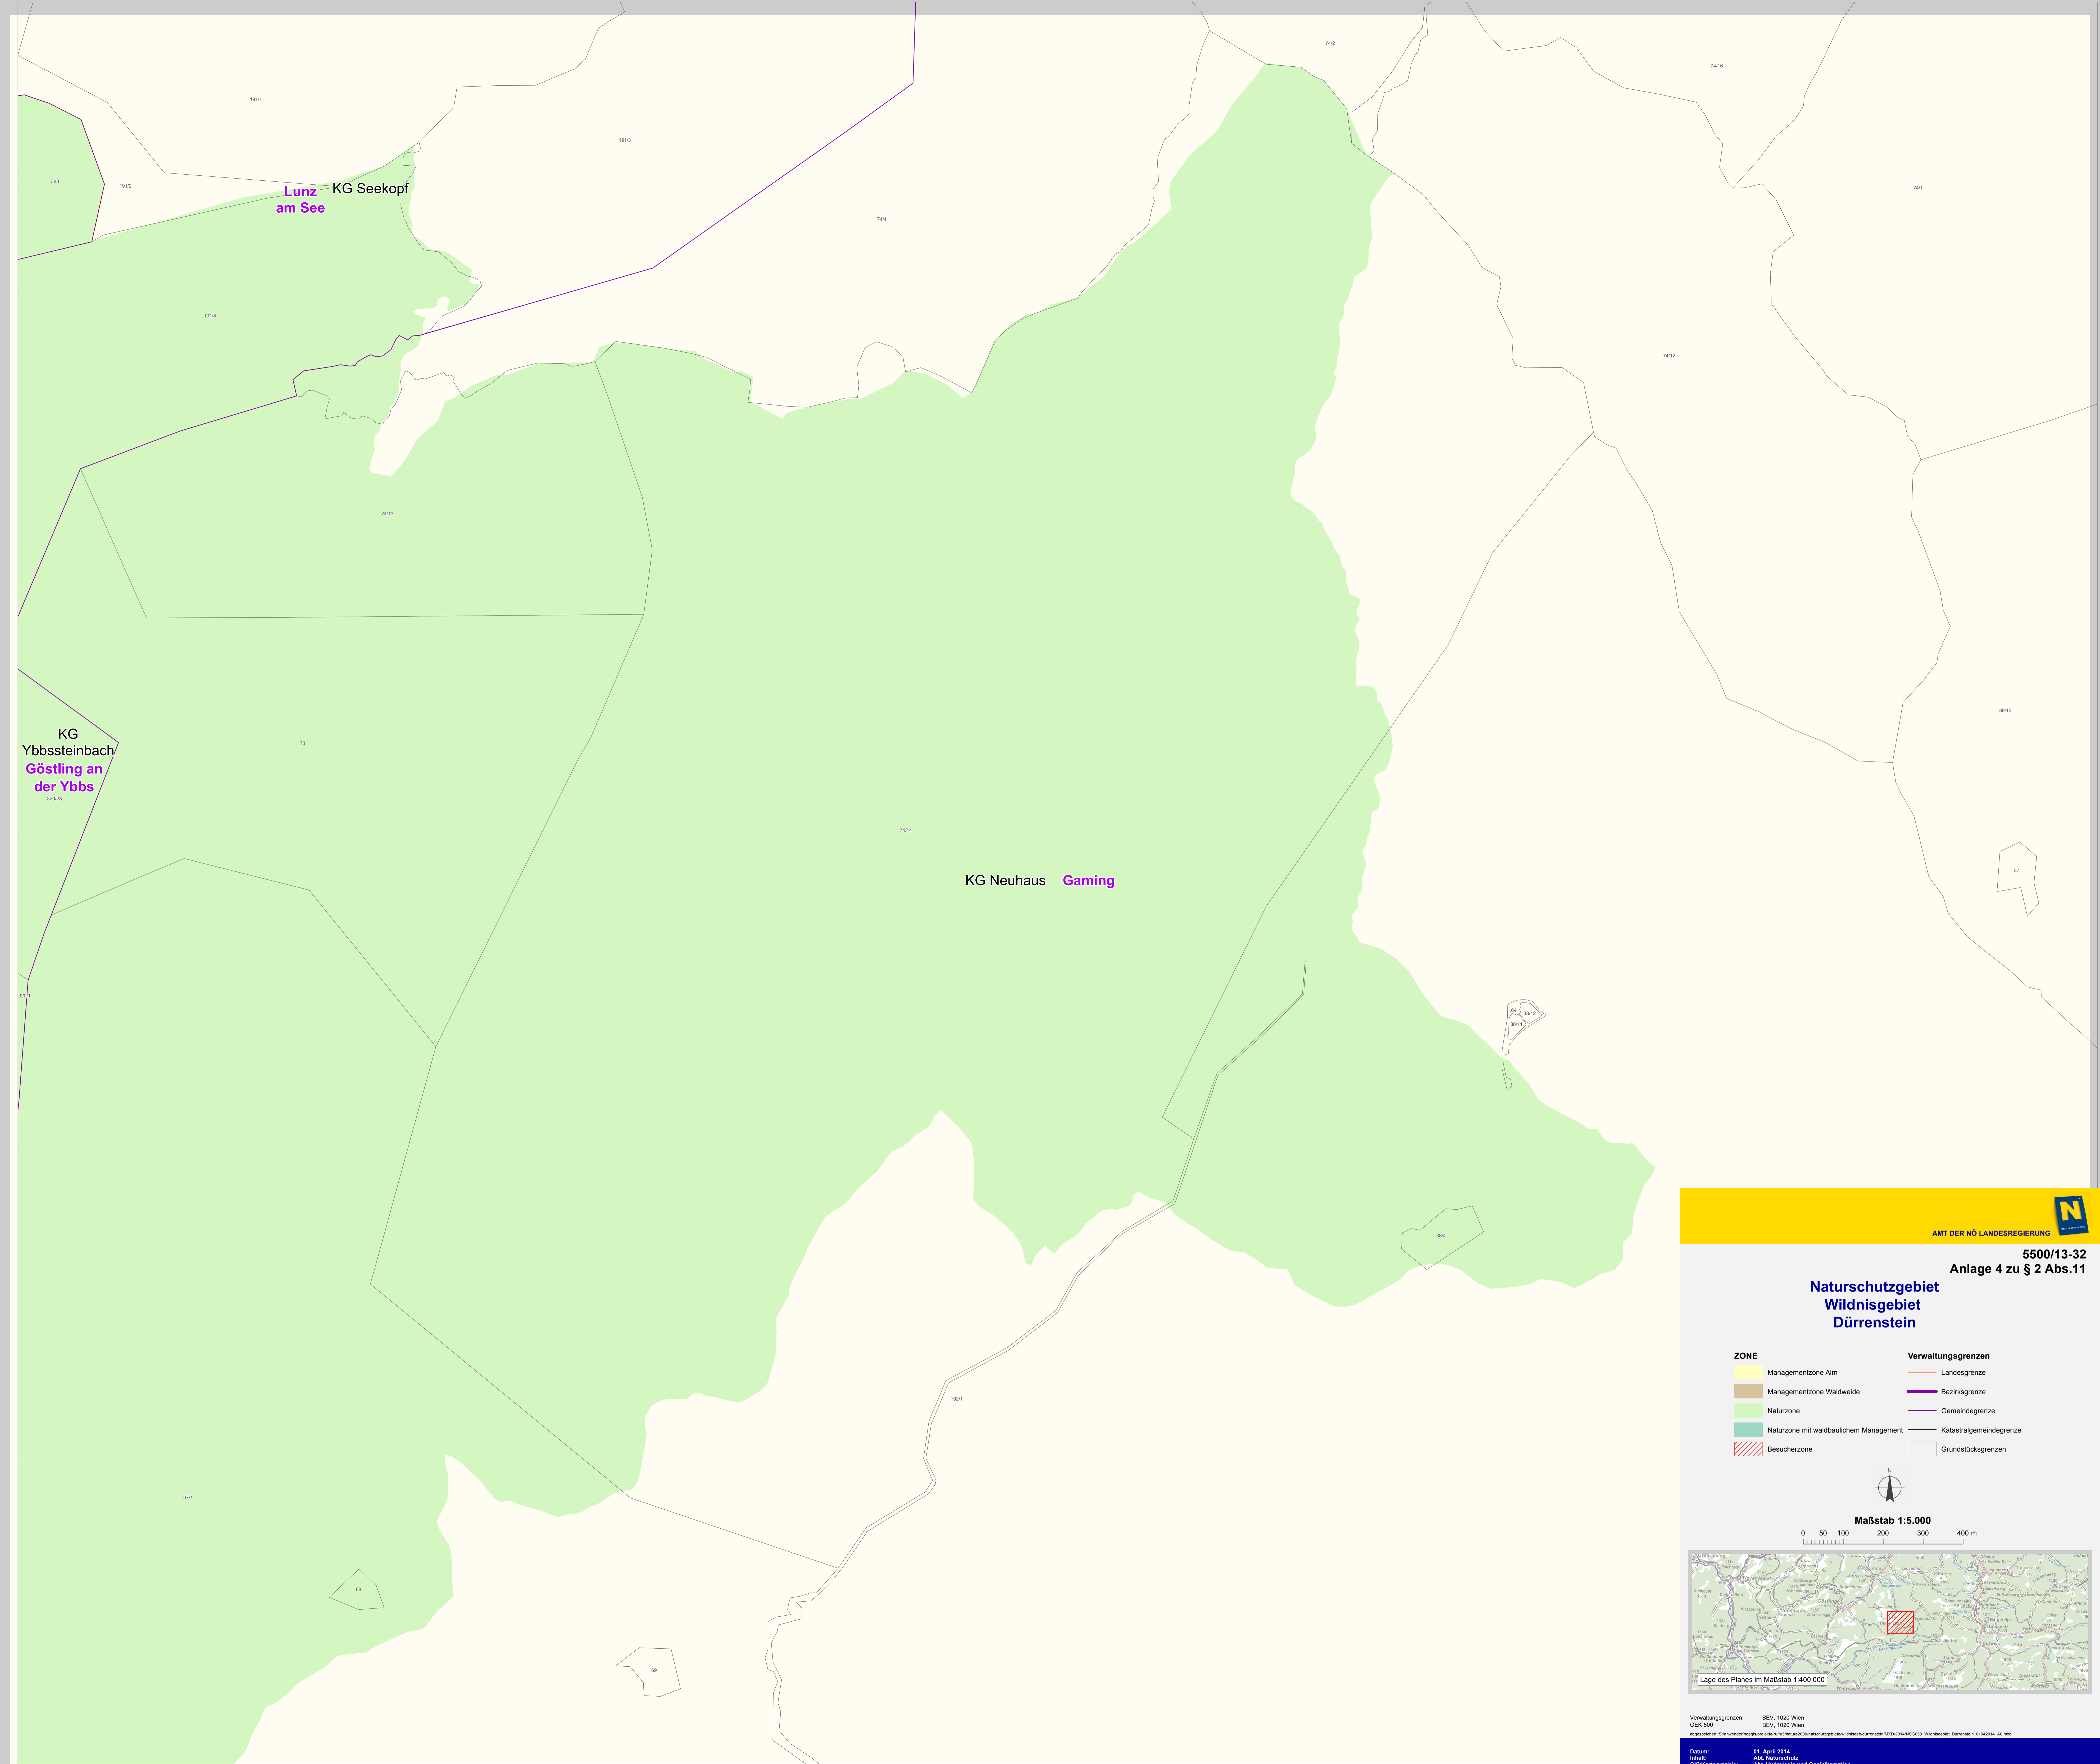 74/2
74/16
191/1
191/3
383
191/2
Lunz
am See
KG Seekopf
74/1
74/4
191/5
74/12
74/13
38/13
KG
Ybbssteinbach
Göstling an
der Ybbs
320/28
73
74/14
37
KG Neuhaus Gaming
64
38/12
38/11
38/4
192/1
67/1
68
69
AMT DER NÖ LANDESREGIERUNG
N
5500/13-32
Anlage 4 zu § 2 Abs.11
Naturschutzgebiet
Wildnisgebiet
Dürrenstein
ZONE
Managementzone Alm
Managementzone Waldweide
Naturzone
Naturzone mit waldbaulichem Management
Besucherzone
Verwaltungsgrenzen
Landesgrenze
Bezirksgrenze
Gemeindegrenze
Katastralgemeindegrenze
Grundstücksgrenzen
N
Maßstab 1:5.000
0 50 100 200 300 400 m
Lage des Planes im Maßstab 1:400 000
Verwaltungsgrenzen: BEV, 1020 Wien
OEK 500 BEV, 1020 Wien
Datum: 01. April 2014
Inhalt: Abt. Naturschutz